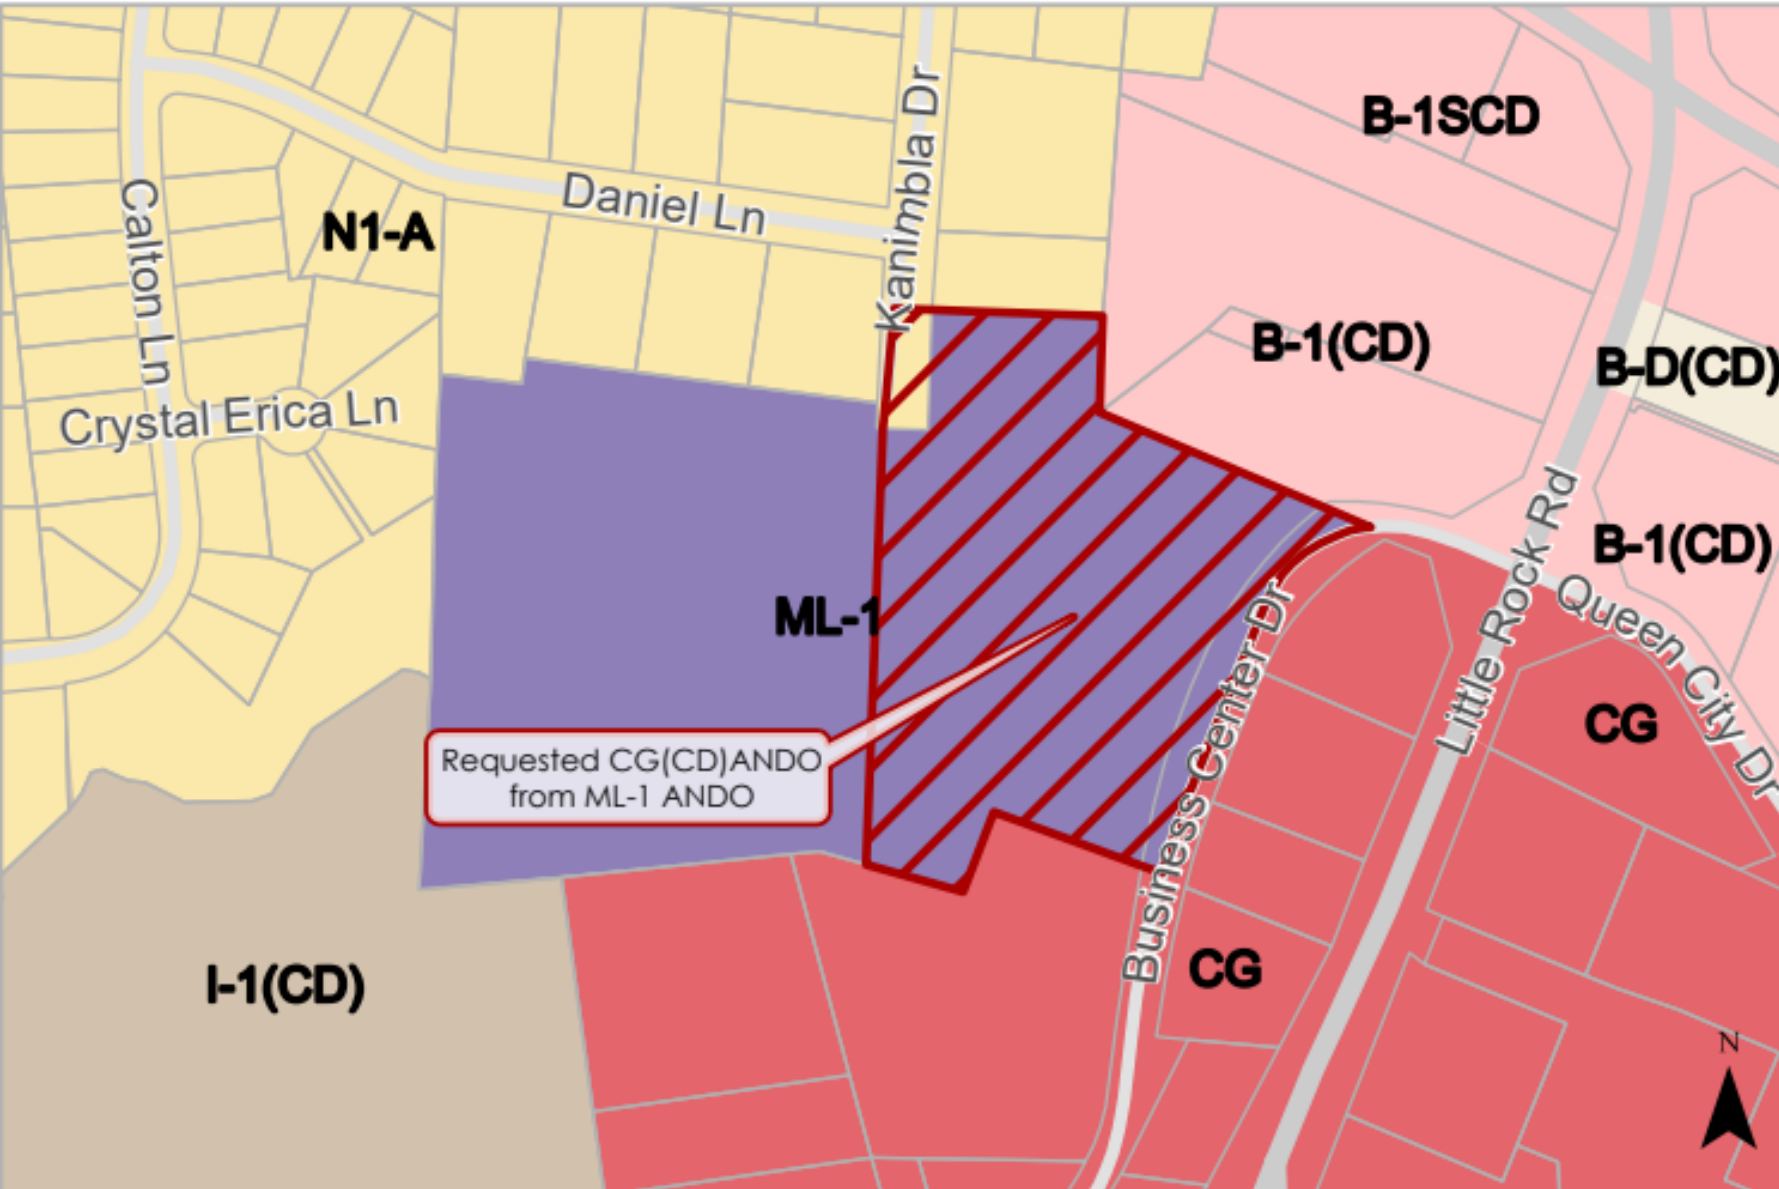 B-1SCD
Kanimbla Dr
Daniel Ln
N1-A
Calton Ln
B-1(CD)
B-D(CD)
Crystal Erica Ln
B-1(CD)
ML-1
Little Rock Rd
Queen City Dr
Business Center Dr
CG
Requested CG(CD)ANDO
from ML-1 ANDO
CG
I-1(CD)
N